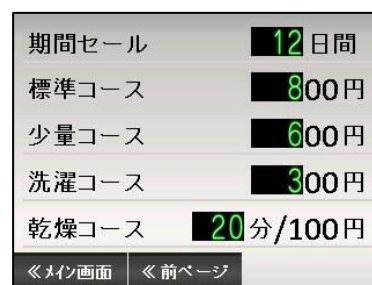 期間セール 12日間
標準コース 800円
少量コース 600円
洗濯コース 300円
乾燥コース 20分/100円
≪メイン画面 ≪前ページ